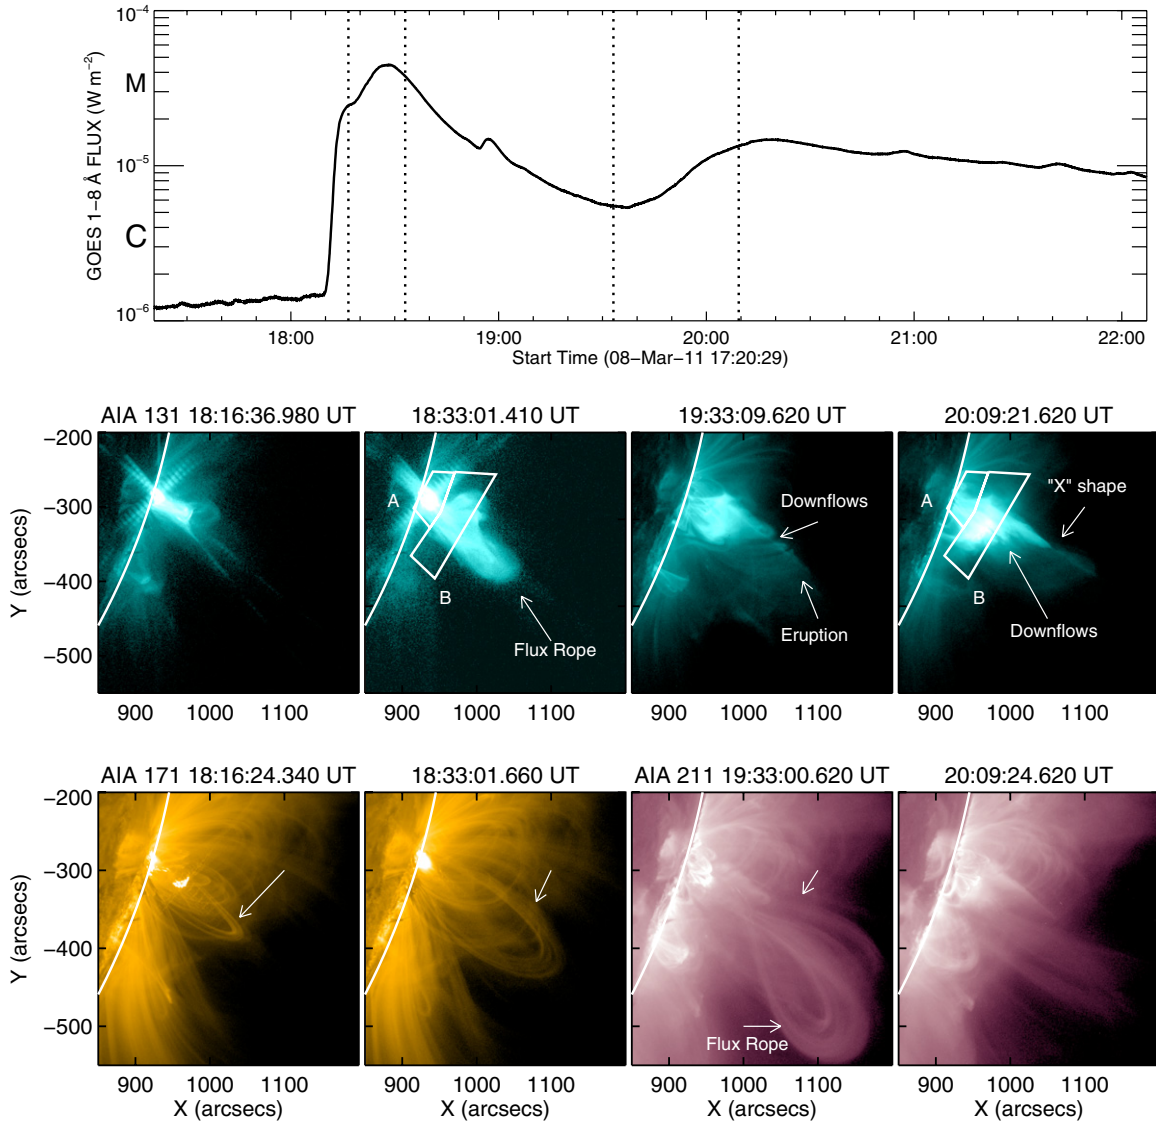 10−4
M
10−5
C
10−6
GOES 1−8 Å FLUX (W m−2)
18:00 19:00 20:00 21:00 22:00
Start Time (08−Mar−11 17:20:29)
AIA 131 18:16:36.980 UT 18:33:01.410 UT 19:33:09.620 UT 20:09:21.620 UT
−200
−300
−400
−500
Y (arcsecs)
A
B
Flux Rope
Downflows
Eruption
A
B
"X" shape
Downflows
900 1000 1100 900 1000 1100 900 1000 1100 900 1000 1100
AIA 171 18:16:24.340 UT 18:33:01.660 UT AIA 211 19:33:00.620 UT 20:09:24.620 UT
−200
−300
−400
−500
Y (arcsecs)
Flux Rope
900 1000 1100 900 1000 1100 900 1000 1100 900 1000 1100
X (arcsecs) X (arcsecs) X (arcsecs) X (arcsecs)